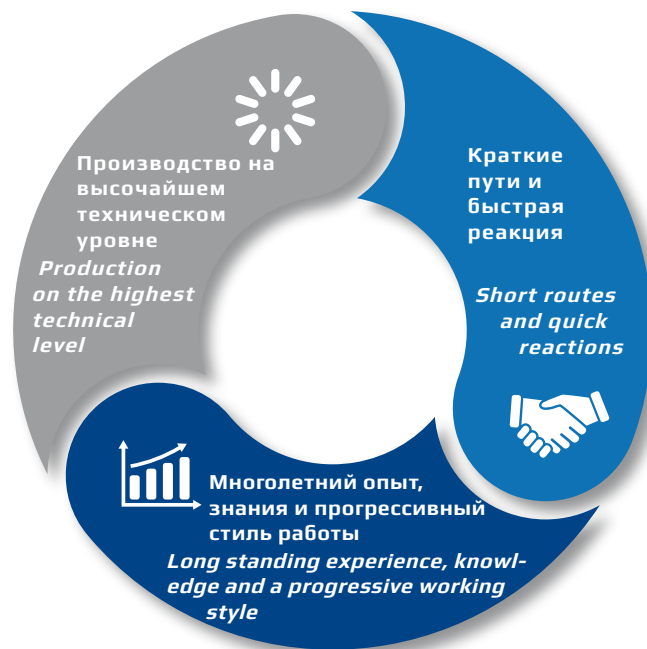 Производство на
высочайшем
техническом
уровне
Production
on the highest
technical
level
Краткие
пути и
быстрая
реакция
Short routes
and quick
reactions
Многолетний опыт,
знания и прогрессивный
стиль работы
Long standing experience, knowl-
edge and a progressive working
style